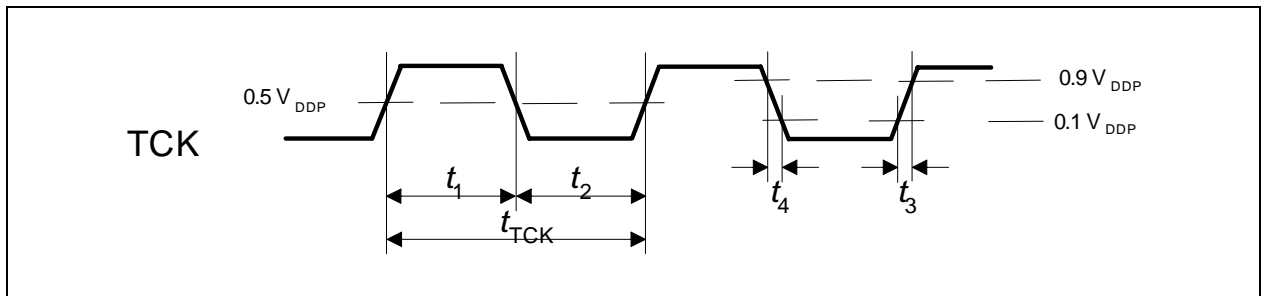 0.9 V DDP
0.5 V DDP
0.1 V DDP
TCK
t1 t2 t4 t3
tTCK